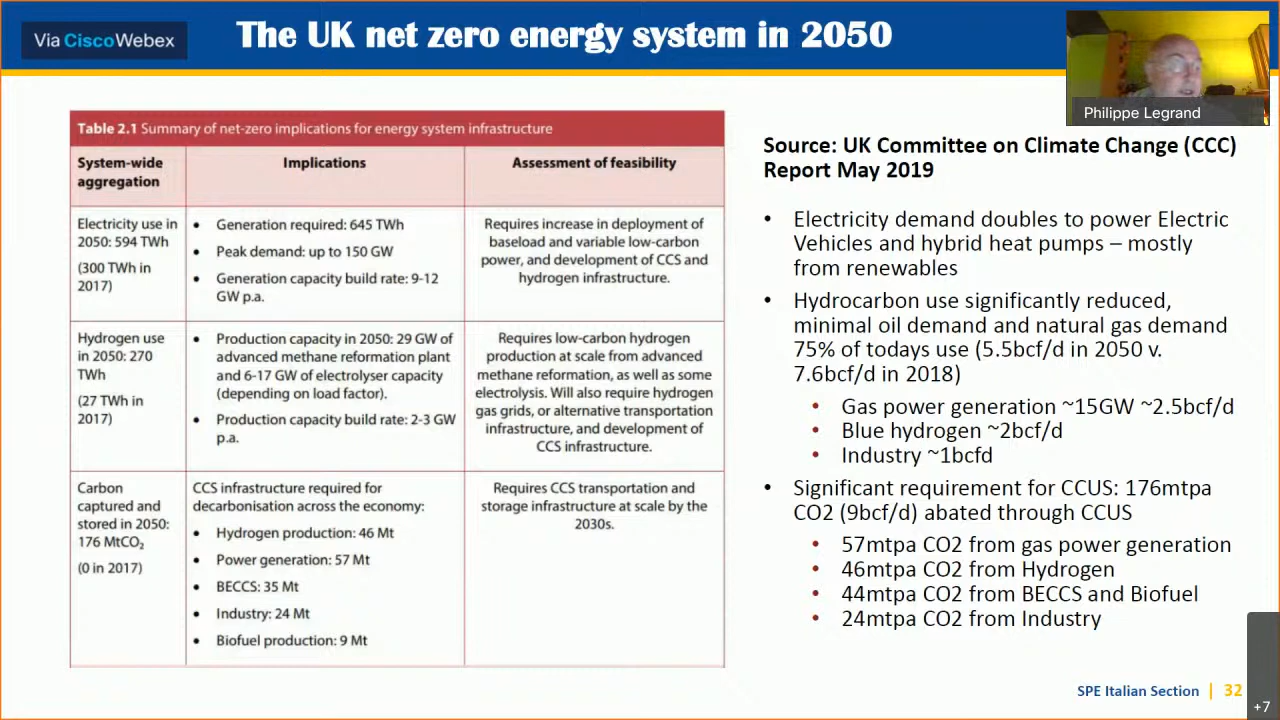 Via CiscoWebex
The UK net zero energy system in 2050
Philippe Legrand
Table 2.1 Summary of net-zero implications for energy system infrastructure
System-wide
aggregation
Implications
Assessment of feasibility
Electricity use in
2050: 594 TWh
(300 TWh in
2017)
• Generation required: 645 TWh
• Peak demand: up to 150 GW
• Generation capacity build rate: 9-12
GW p.a.
Requires increase in deployment of
baseload and variable low-carbon
power, and development of CCS and
hydrogen infrastructure.
Hydrogen use
in 2050: 270
TWh
(27 TWh in
2017)
• Production capacity in 2050: 29 GW of
advanced methane reformation plant
and 6-17 GW of electrolyser capacity
(depending on load factor).
• Production capacity build rate: 2-3 GW
p.a.
Requires low-carbon hydrogen
production at scale from advanced
methane reformation, as well as some
electrolysis. Will also require hydrogen
gas grids, or alternative transportation
infrastructure, and development of
CCS infrastructure.
Carbon
captured and
stored in 2050:
176 MtCO₂
(0 in 2017)
CCS infrastructure required for
decarbonisation across the economy:
• Hydrogen production: 46 Mt
• Power generation: 57 Mt
• BECCS: 35 Mt
• Industry: 24 Mt
• Biofuel production: 9 Mt
Requires CCS transportation and
storage infrastructure at scale by the
2030s.
Source: UK Committee on Climate Change (CCC)
Report May 2019
• Electricity demand doubles to power Electric
Vehicles and hybrid heat pumps – mostly
from renewables
• Hydrocarbon use significantly reduced,
minimal oil demand and natural gas demand
75% of todays use (5.5bcf/d in 2050 v.
7.6bcf/d in 2018)
• Gas power generation ~15GW ~2.5bcf/d
• Blue hydrogen ~2bcf/d
• Industry ~1bcfd
• Significant requirement for CCUS: 176mtpa
CO2 (9bcf/d) abated through CCUS
• 57mtpa CO2 from gas power generation
• 46mtpa CO2 from Hydrogen
• 44mtpa CO2 from BECCS and Biofuel
• 24mtpa CO2 from Industry
SPE Italian Section | 32
+7